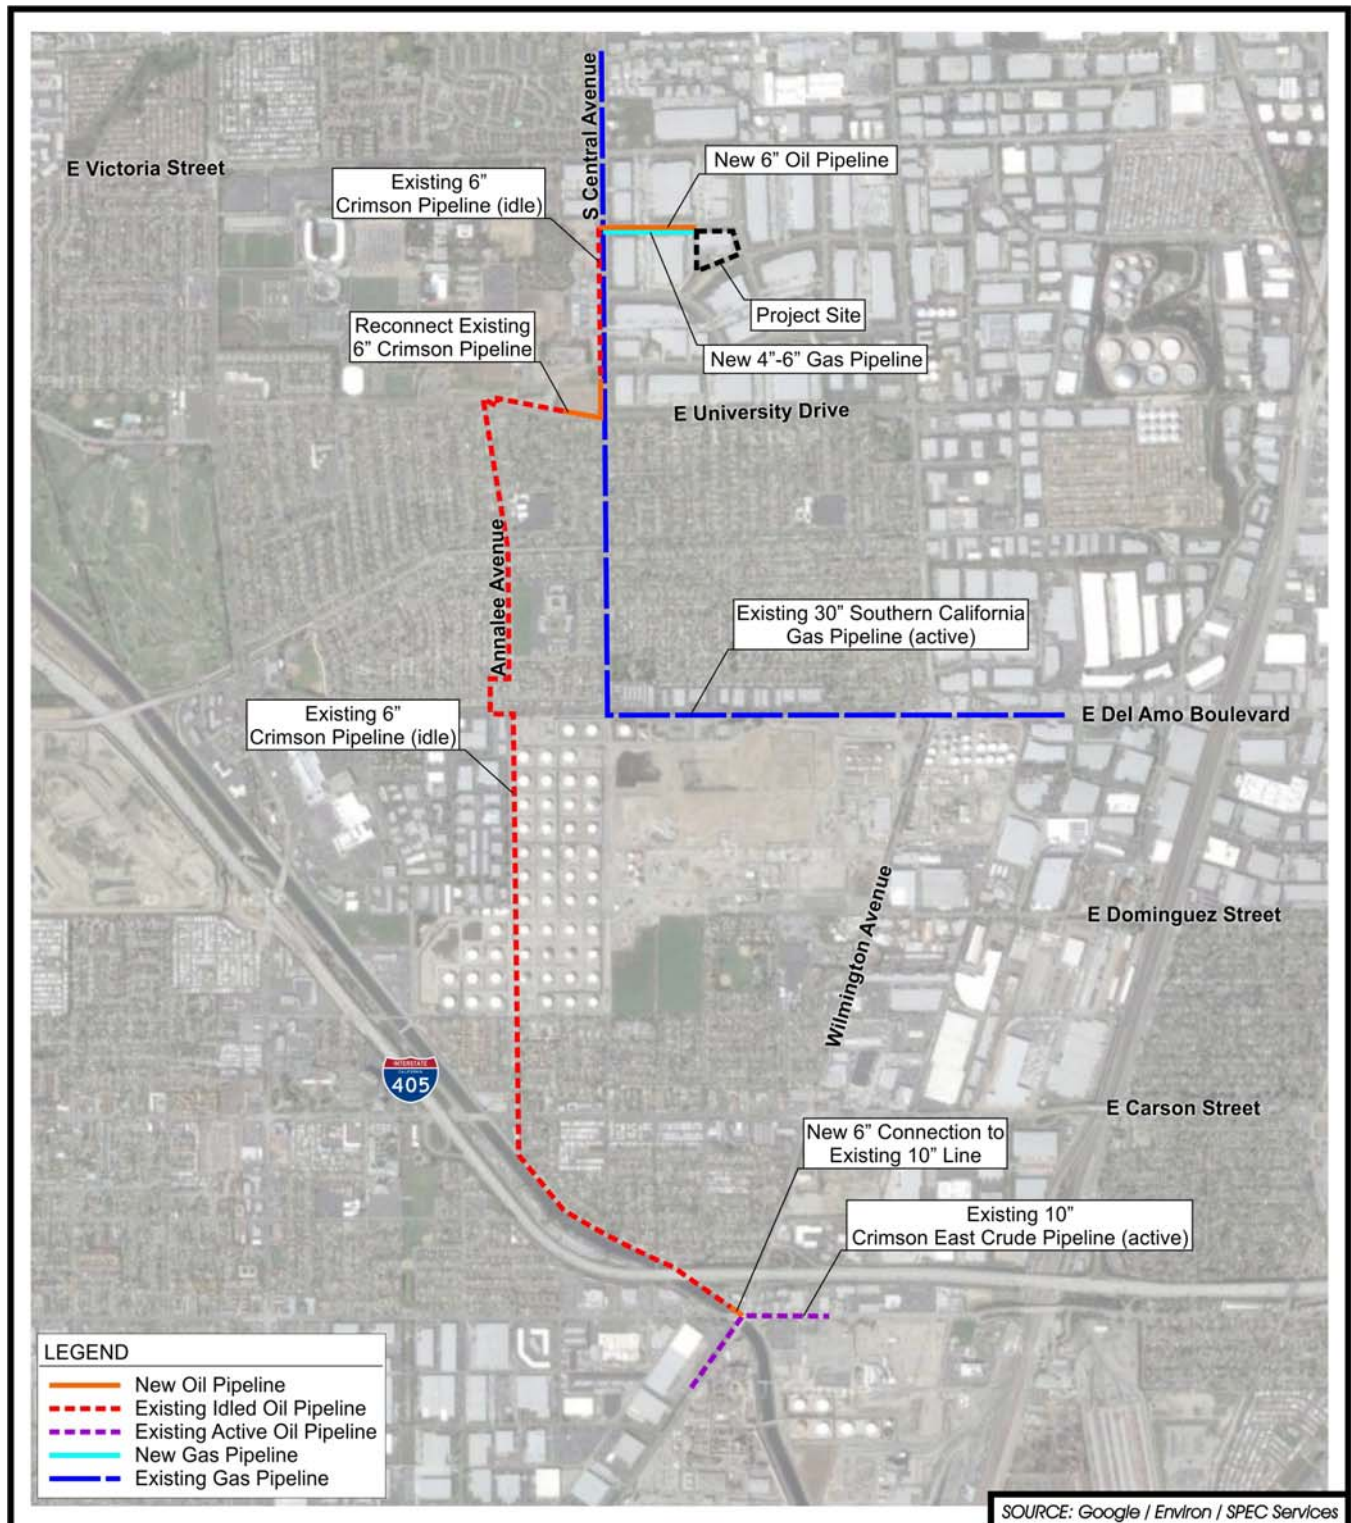 S Central Avenue
E Victoria Street
New 6” Oil Pipeline
Existing 6”
Crimson Pipeline (idle)
Project Site
Reconnect Existing
6” Crimson Pipeline
New 4”-6” Gas Pipeline
E University Drive
Annalee Avenue
Existing 30” Southern California
Gas Pipeline (active)
Existing 6”
Crimson Pipeline (idle)
E Del Amo Boulevard
Wilmington Avenue
E Dominguez Street
INTERSTATE
CALIFORNIA
405
E Carson Street
New 6” Connection to
Existing 10” Line
Existing 10”
Crimson East Crude Pipeline (active)
LEGEND
New Oil Pipeline
Existing Idled Oil Pipeline
Existing Active Oil Pipeline
New Gas Pipeline
Existing Gas Pipeline
SOURCE: Google / Environ / SPEC Services